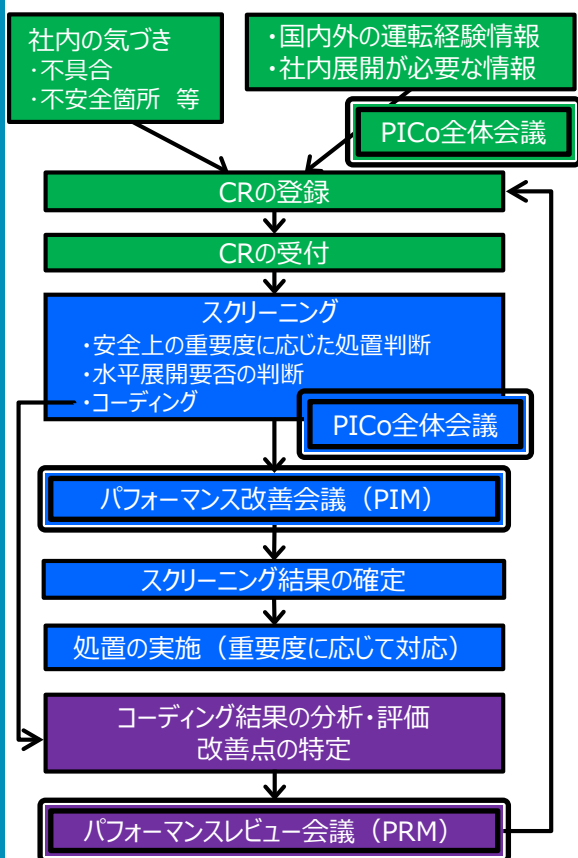 社内の気づき
・不具合
・不安全箇所 等
・国内外の運転経験情報
・社内展開が必要な情報
PICo全体会議
CRの登録
CRの受付
スクリーニング
・安全上の重要度に応じた処置判断
・水平展開要否の判断
・コーディング
PICo全体会議
パフォーマンス改善会議（PIM）
スクリーニング結果の確定
処置の実施（重要度に応じて対応）
コーディング結果の分析・評価
改善点の特定
パフォーマンスレビュー会議（PRM）